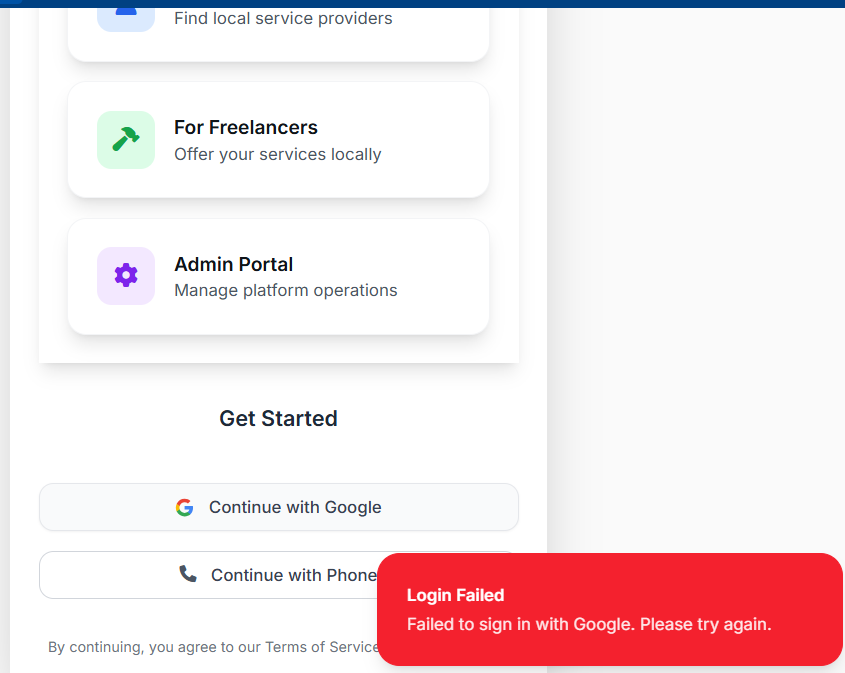 Find local service providers
For Freelancers
Offer your services locally
Admin Portal
Manage platform operations
Get Started
Continue with Google
Continue with Phone
Login Failed
Failed to sign in with Google. Please try again.
By continuing, you agree to our Terms of Service